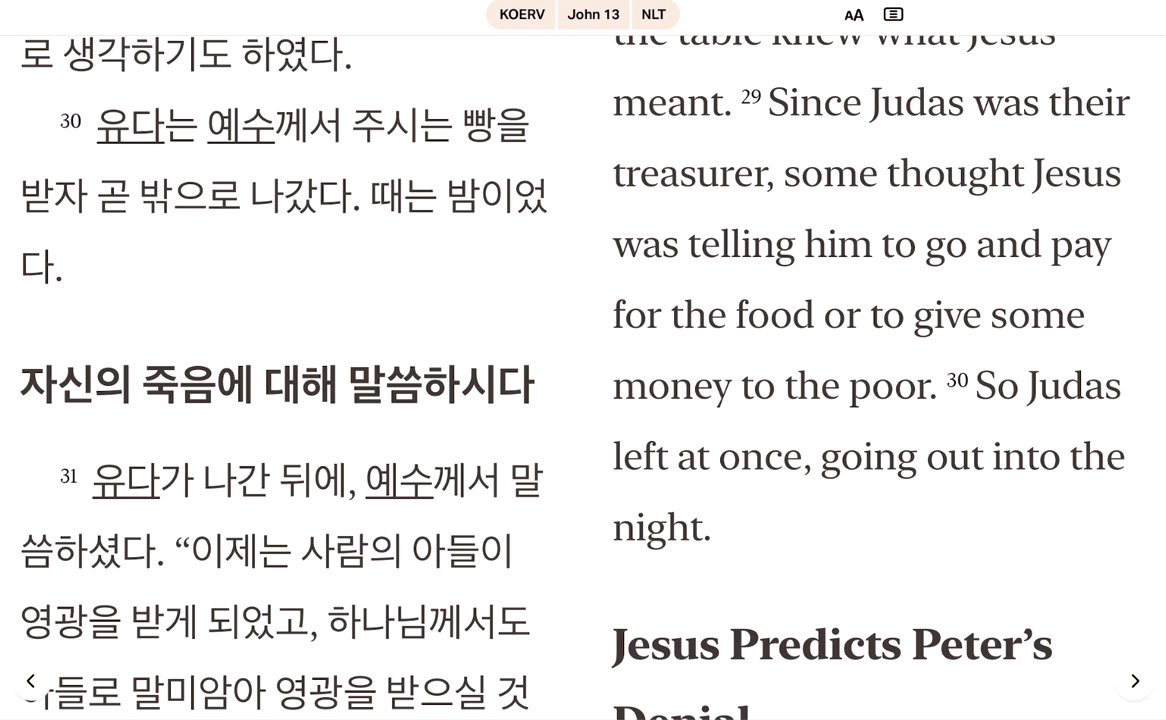 KOERV John 13 NLT AA
로 생각하기도 하였다.
30 유다는 예수께서 주시는 빵을
받자 곧 밖으로 나갔다. 때는 밤이었
다.
자신의 죽음에 대해 말씀하시다
31 유다가 나간 뒤에, 예수께서 말
씀하셨다. “이제는 사람의 아들이
영광을 받게 되었고, 하나님께서도
아들로 말미암아 영광을 받으실 것
the table knew what Jesus
meant. 29 Since Judas was their
treasurer, some thought Jesus
was telling him to go and pay
for the food or to give some
money to the poor. 30 So Judas
left at once, going out into the
night.
Jesus Predicts Peter’s
Denial